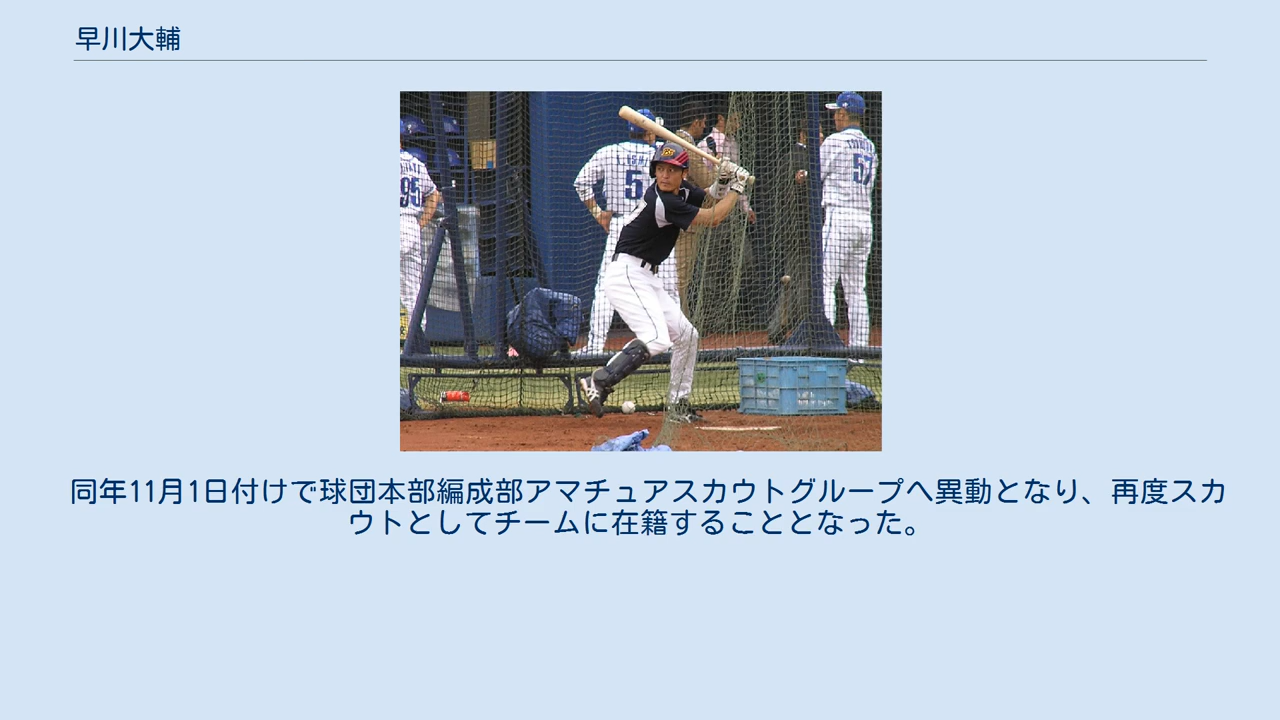 早川大輔
95
5
57
同年11月1日付けで球団本部編成部アマチュアスカウトグループへ異動となり、再度スカ
ウトとしてチームに在籍することとなった。